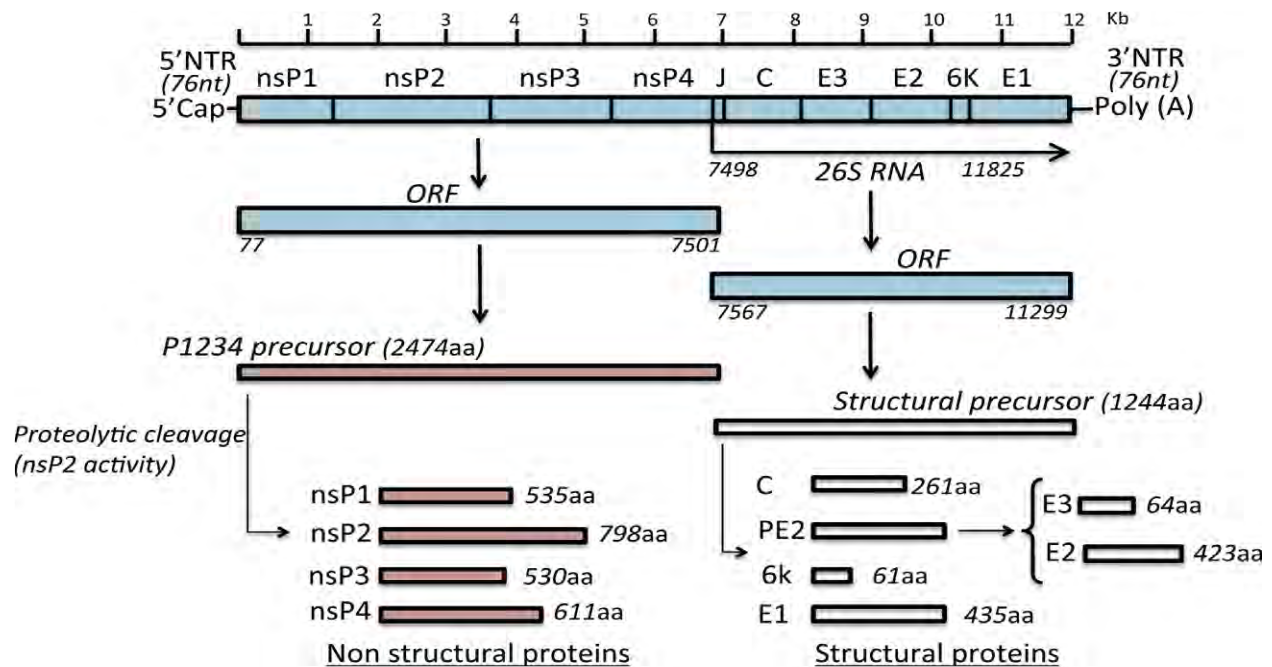 1 2 3 4 5 6 7 8 9 10 11 12 Kb
5'NTR
(76nt)
nsP1 nsP2 nsP3 nsP4 J C E3 E2 6K E1
3'NTR
(76nt)
5'Cap
Poly (A)
7498 26S RNA 11825
ORF
77 7501
ORF
7567 11299
P1234 precursor (2474aa)
Structural precursor (1244aa)
Proteolytic cleavage
(nsP2 activity)
nsP1 535aa
nsP2 798aa
nsP3 530aa
nsP4 611aa
Non structural proteins
C 261aa
PE2
E3 64aa
E2 423aa
6k 61aa
E1 435aa
Structural proteins